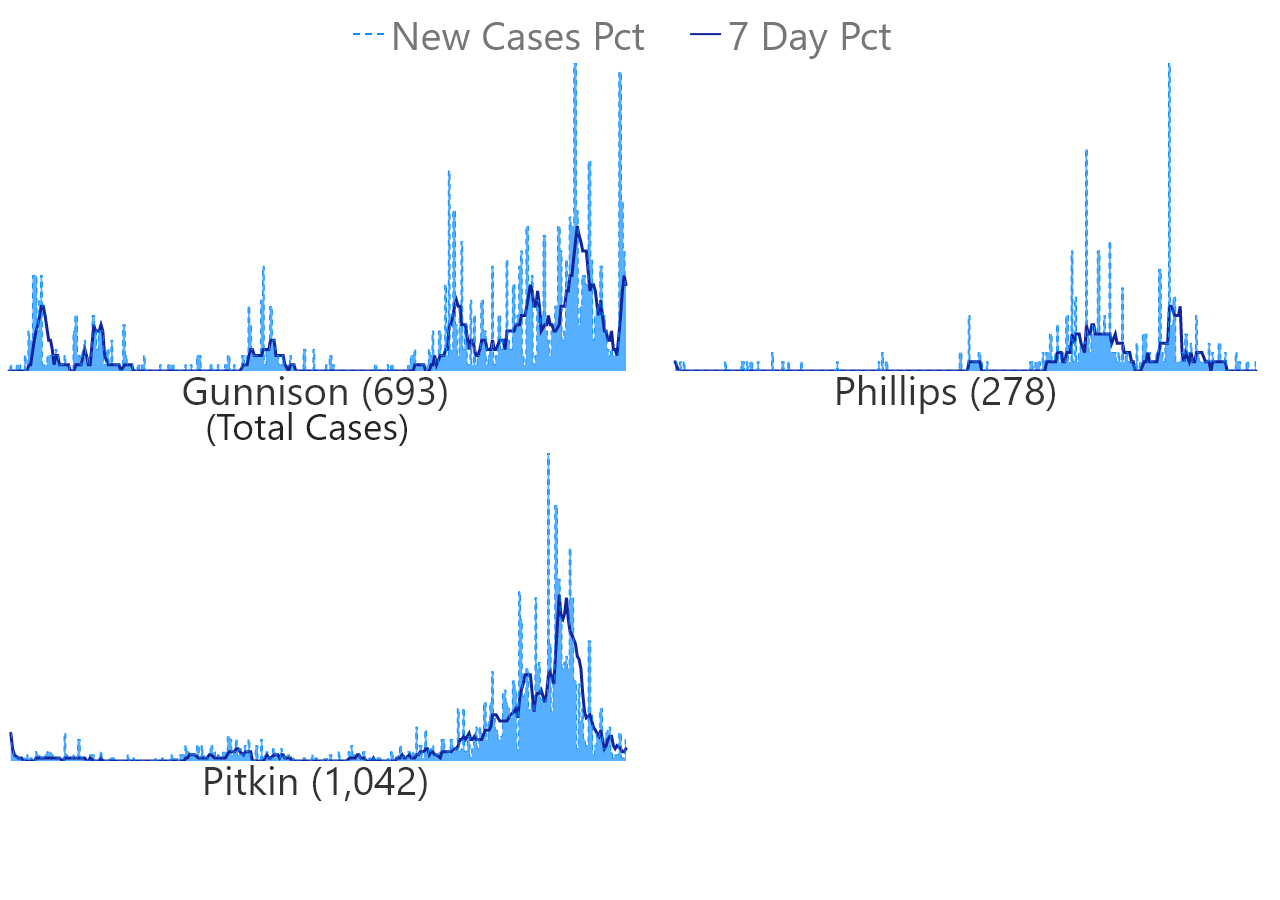 New Cases Pct 7 Day Pct
Gunnison (693)
(Total Cases)
Phillips (278)
Pitkin (1,042)